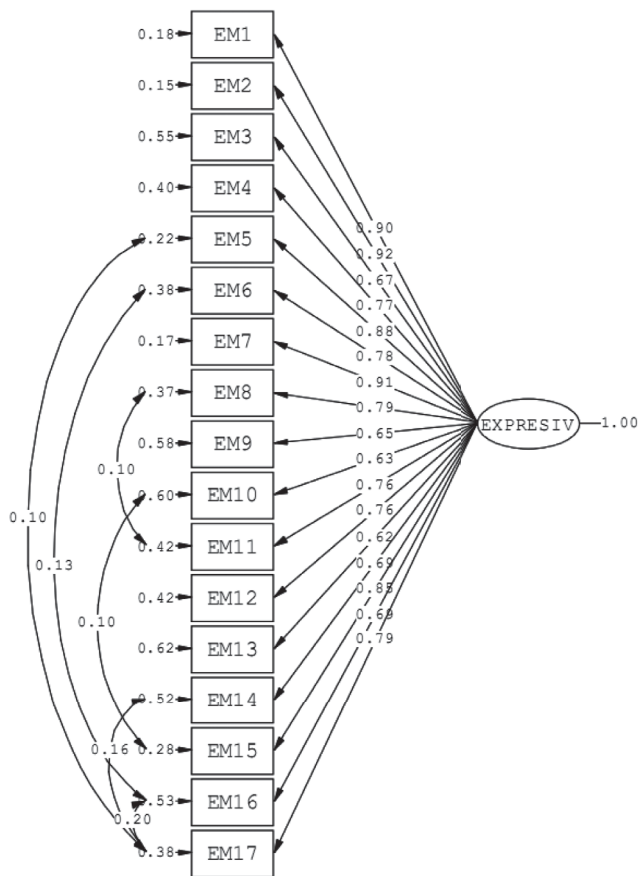 0.18 EM1
0.15 EM2
0.55 EM3
0.40 EM4
0.22 EM5
0.38 EM6
0.17 EM7
0.37 EM8
0.58 EM9
0.60 EM10
0.42 EM11
0.42 EM12
0.62 EM13
0.52 EM14
0.28 EM15
0.53 EM16
0.38 EM17
0.10
0.13
0.10
0.10
0.16
0.20
0.90
0.92
0.67
0.77
0.88
0.78
0.91
0.79
0.65
0.63
0.76
0.76
0.62
0.69
0.85
0.69
0.79
EXPRESIV 1.00